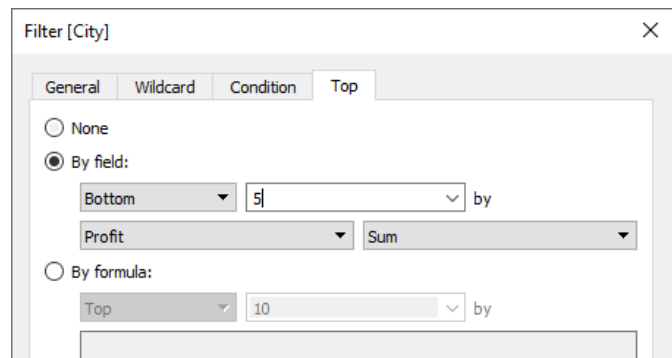 Filter [City]
General Wildcard Condition Top
None
By field:
Bottom 5 by
Profit Sum
By formula:
Top 10 by